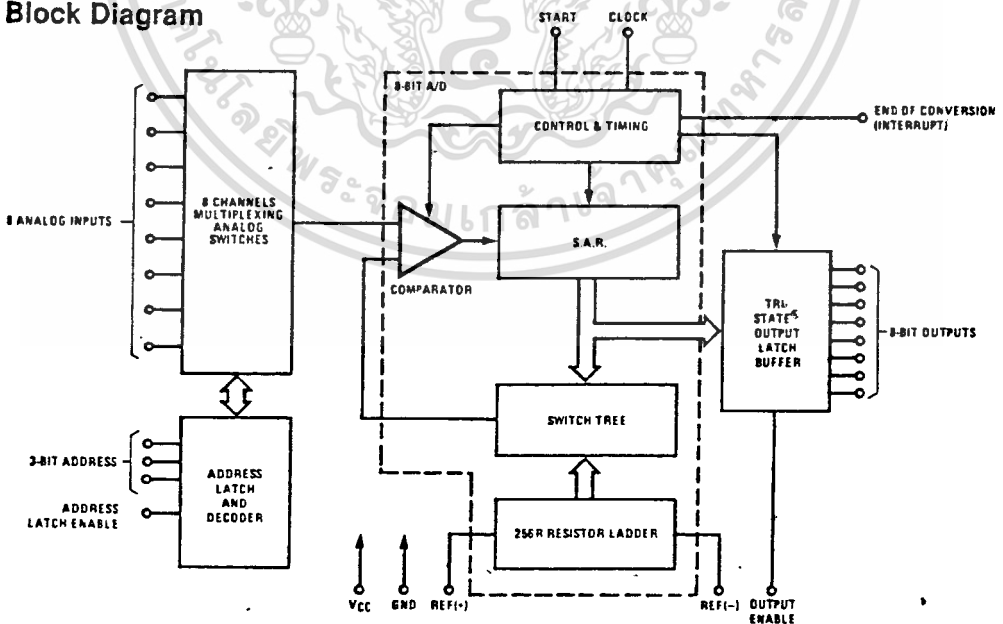 Block Diagram
START
CLOCK
8-BIT A/D
CONTROL & TIMING
END OF CONVERSION
(INTERRUPT)
8 ANALOG INPUTS
8 CHANNELS
MULTIPLEXING
ANALOG
SWITCHES
COMPARATOR
S.A.R.
STATE®
OUTPUT
LATCH
BUFFER
8-BIT OUTPUTS
SWITCH TREE
3-BIT ADDRESS
ADDRESS
LATCH ENABLE
ADDRESS
LATCH
AND
DECODER
256R RESISTOR LADDER
VCC
GND
REF(+)
REF(-)
OUTPUT
ENABLE